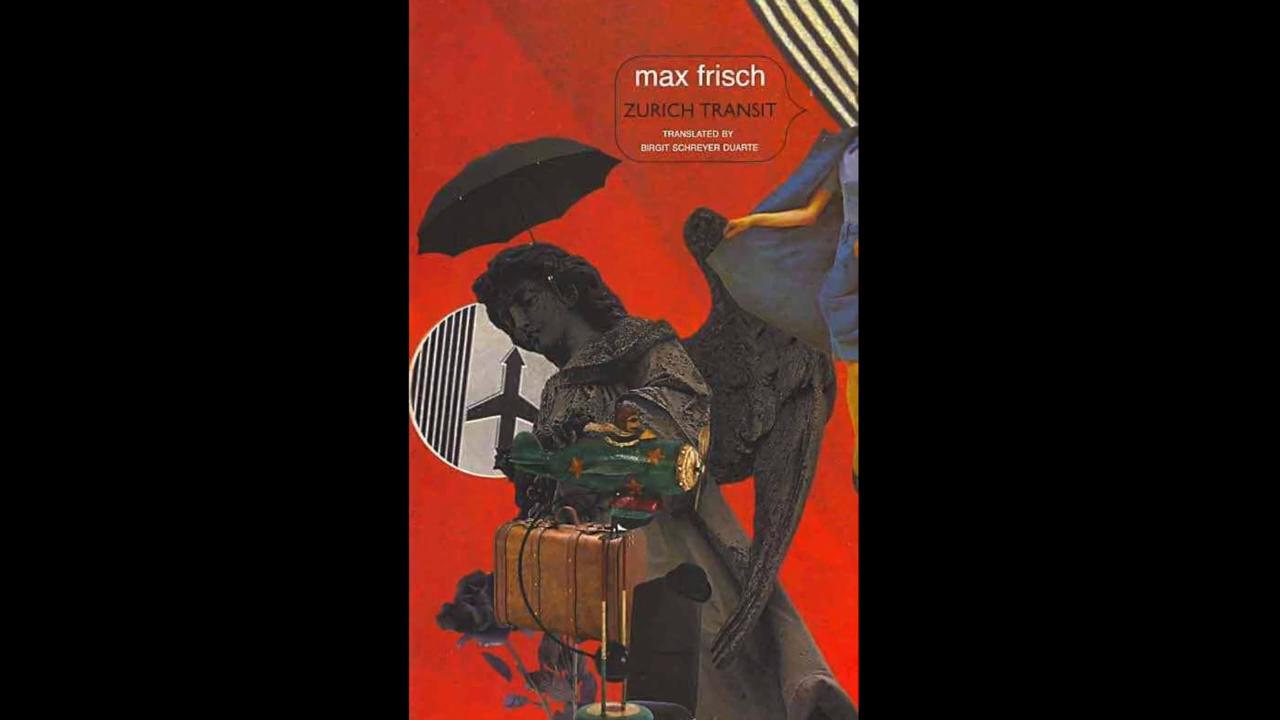 max frisch
ZURICH TRANSIT
TRANSLATED BY
BIRGIT SCHREYER DUARTE